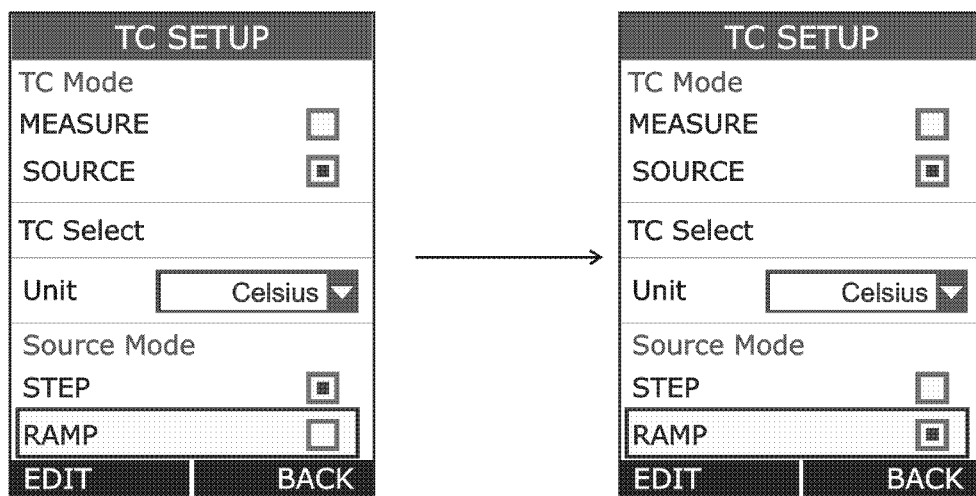 TC SETUP
TC Mode
MEASURE
SOURCE
TC Select
Unit Celsius
Source Mode
STEP
RAMP
EDIT BACK
TC SETUP
TC Mode
MEASURE
SOURCE
TC Select
Unit Celsius
Source Mode
STEP
RAMP
EDIT BACK